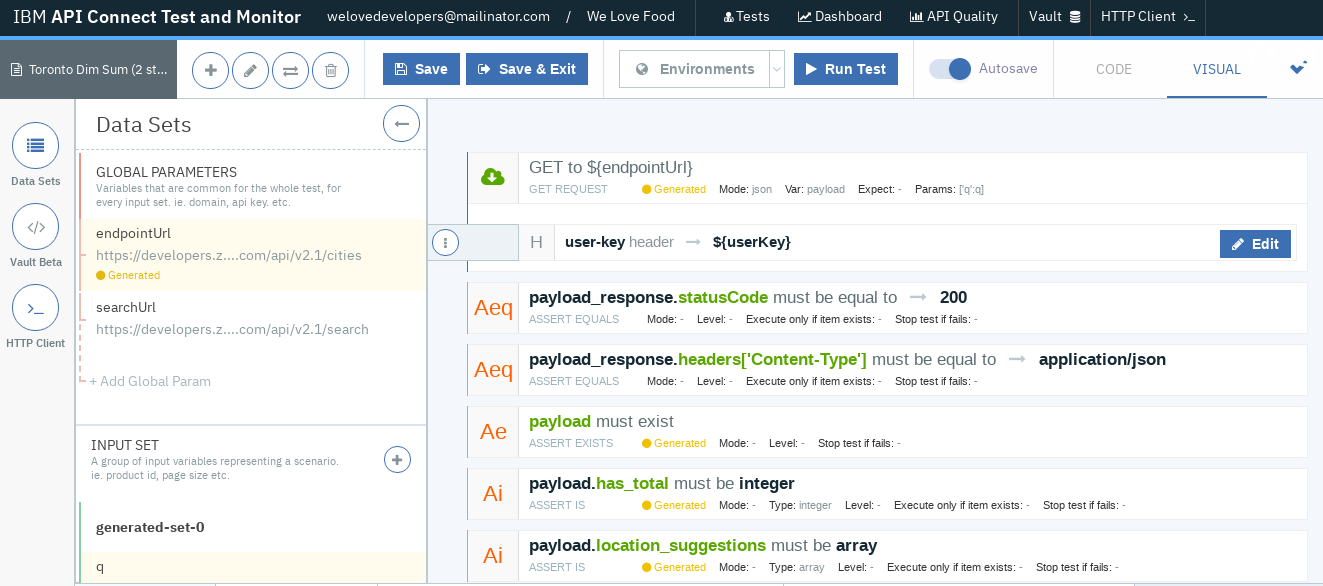 IBM API Connect Test and Monitor welovedevelopers@mailinator.com / We Love Food Tests Dashboard API Quality Vault HTTP Client
Toronto Dim Sum (2 st... Save Save & Exit Environments Run Test Autosave CODE VISUAL
Data Sets
Vault Beta
HTTP Client
Data Sets
GLOBAL PARAMETERS
Variables that are common for the whole test, for
every input set. ie. domain, api key. etc.
endpointUrl
https://developers.z....com/api/v2.1/cities
Generated
searchUrl
https://developers.z....com/api/v2.1/search
+ Add Global Param
INPUT SET
A group of input variables representing a scenario.
ie. product id, page size etc.
generated-set-0
q
GET to ${endpointUrl}
GET REQUEST Generated Mode: json Var: payload Expect: - Params: ['q':q]
H user-key header → ${userKey} Edit
Aeq payload_response.statusCode must be equal to → 200
ASSERT EQUALS Mode: - Level: - Execute only if item exists: - Stop test if fails: -
Aeq payload_response.headers['Content-Type'] must be equal to → application/json
ASSERT EQUALS Mode: - Level: - Execute only if item exists: - Stop test if fails: -
Ae payload must exist
ASSERT EXISTS Generated Mode: - Level: - Stop test if fails: -
Ai payload.has_total must be integer
ASSERT IS Generated Mode: - Type: integer Level: - Execute only if item exists: - Stop test if fails: -
Ai payload.location_suggestions must be array
ASSERT IS Generated Mode: - Type: array Level: - Execute only if item exists: - Stop test if fails: -